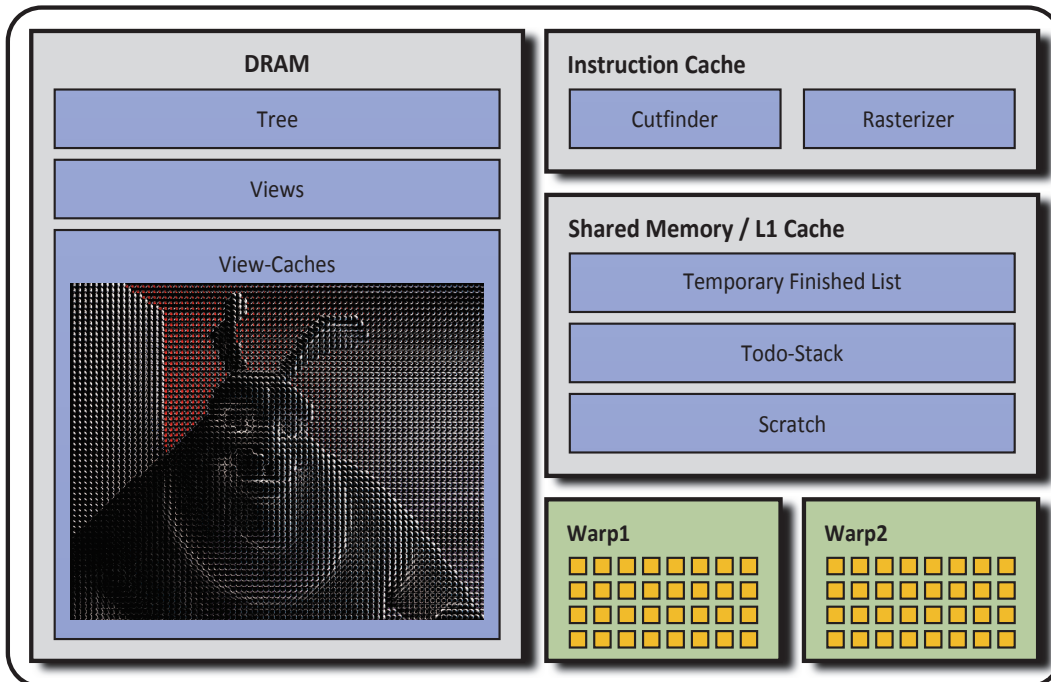 DRAM
Tree
Views
View-Caches
Instruction Cache
Cutfinder
Rasterizer
Shared Memory / L1 Cache
Temporary Finished List
Todo-Stack
Scratch
Warp1
Warp2